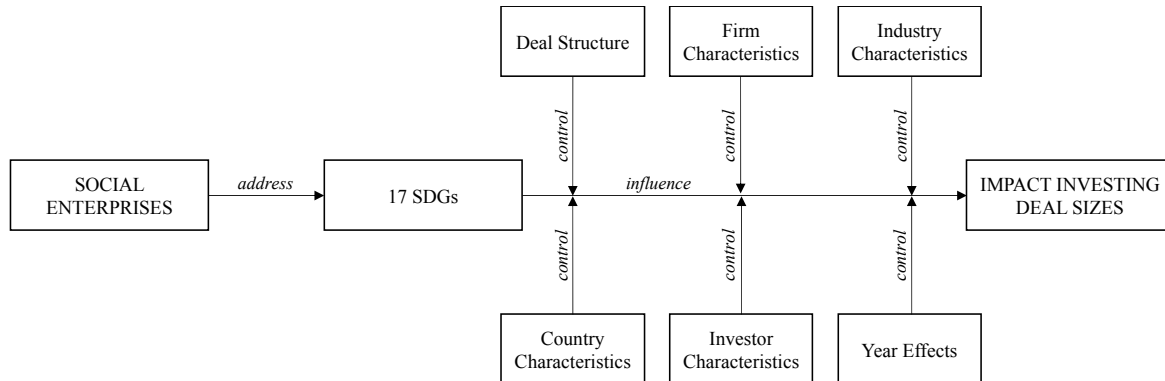 Deal Structure
Firm
Characteristics
Industry
Characteristics
control
control
control
SOCIAL
ENTERPRISES
address
17 SDGs
influence
IMPACT INVESTING
DEAL SIZES
control
control
control
Country
Characteristics
Investor
Characteristics
Year Effects